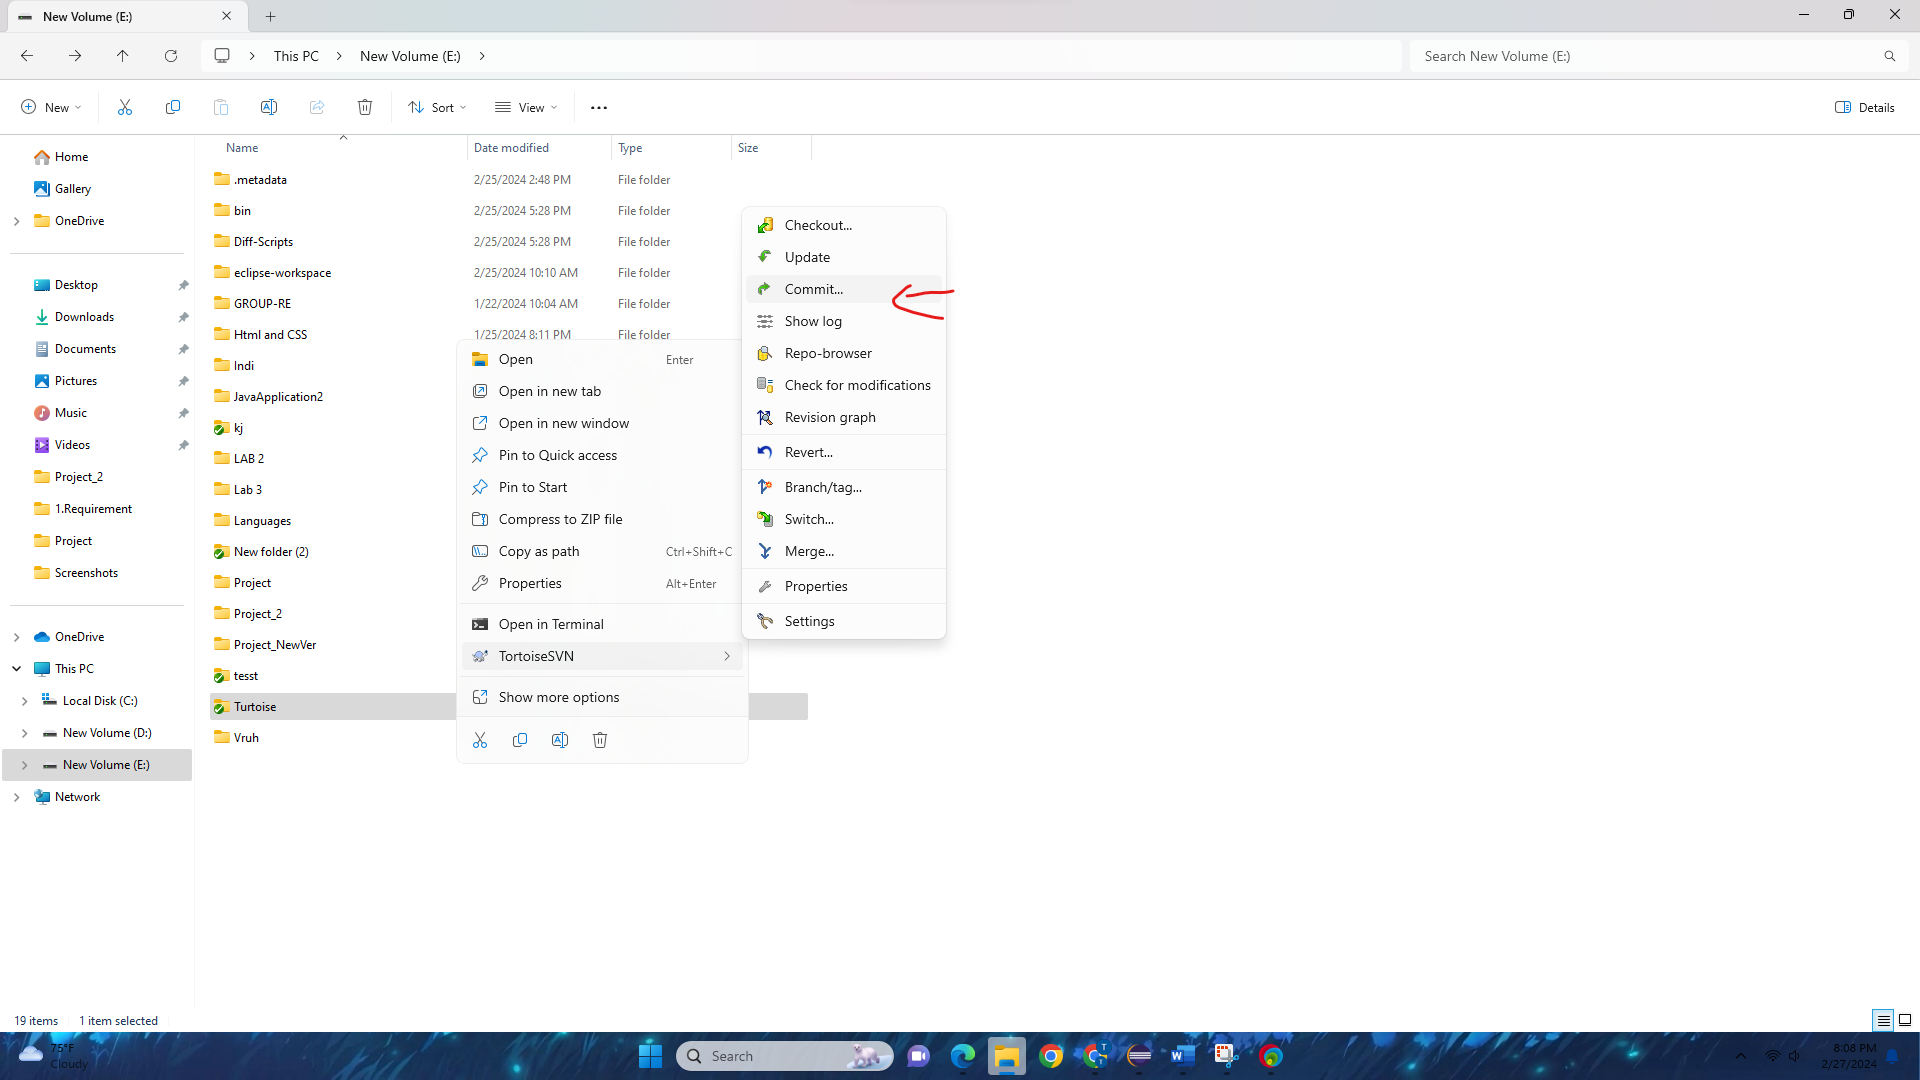 New Volume (E:)
This PC
New Volume (E:)
Search New Volume (E:)
New
Sort
View
Details
Name
Date modified
Type
Size
Home
Gallery
OneDrive
Desktop
Downloads
Documents
Pictures
Music
Videos
Project_2
1.Requirement
Project
Screenshots
OneDrive
This PC
Local Disk (C:)
New Volume (D:)
New Volume (E:)
Network
.metadata 2/25/2024 2:48 PM File folder
bin 2/25/2024 5:28 PM File folder
Diff-Scripts 2/25/2024 5:28 PM File folder
eclipse-workspace 2/25/2024 10:10 AM File folder
GROUP-RE 1/22/2024 10:04 AM File folder
Html and CSS 1/25/2024 8:11 PM File folder
Indi
JavaApplication2
kj
LAB 2
Lab 3
Languages
New folder (2)
Project
Project_2
Project_NewVer
tesst
Turtoise
Vruh
Open Enter
Open in new tab
Open in new window
Pin to Quick access
Pin to Start
Compress to ZIP file
Copy as path Ctrl+Shift+C
Properties Alt+Enter
Open in Terminal
TortoiseSVN
Show more options
Checkout...
Update
Commit...
Show log
Repo-browser
Check for modifications
Revision graph
Revert...
Branch/tag...
Switch...
Merge...
Properties
Settings
19 items
1 item selected
75°F
Cloudy
Search
8:08 PM
2/27/2024